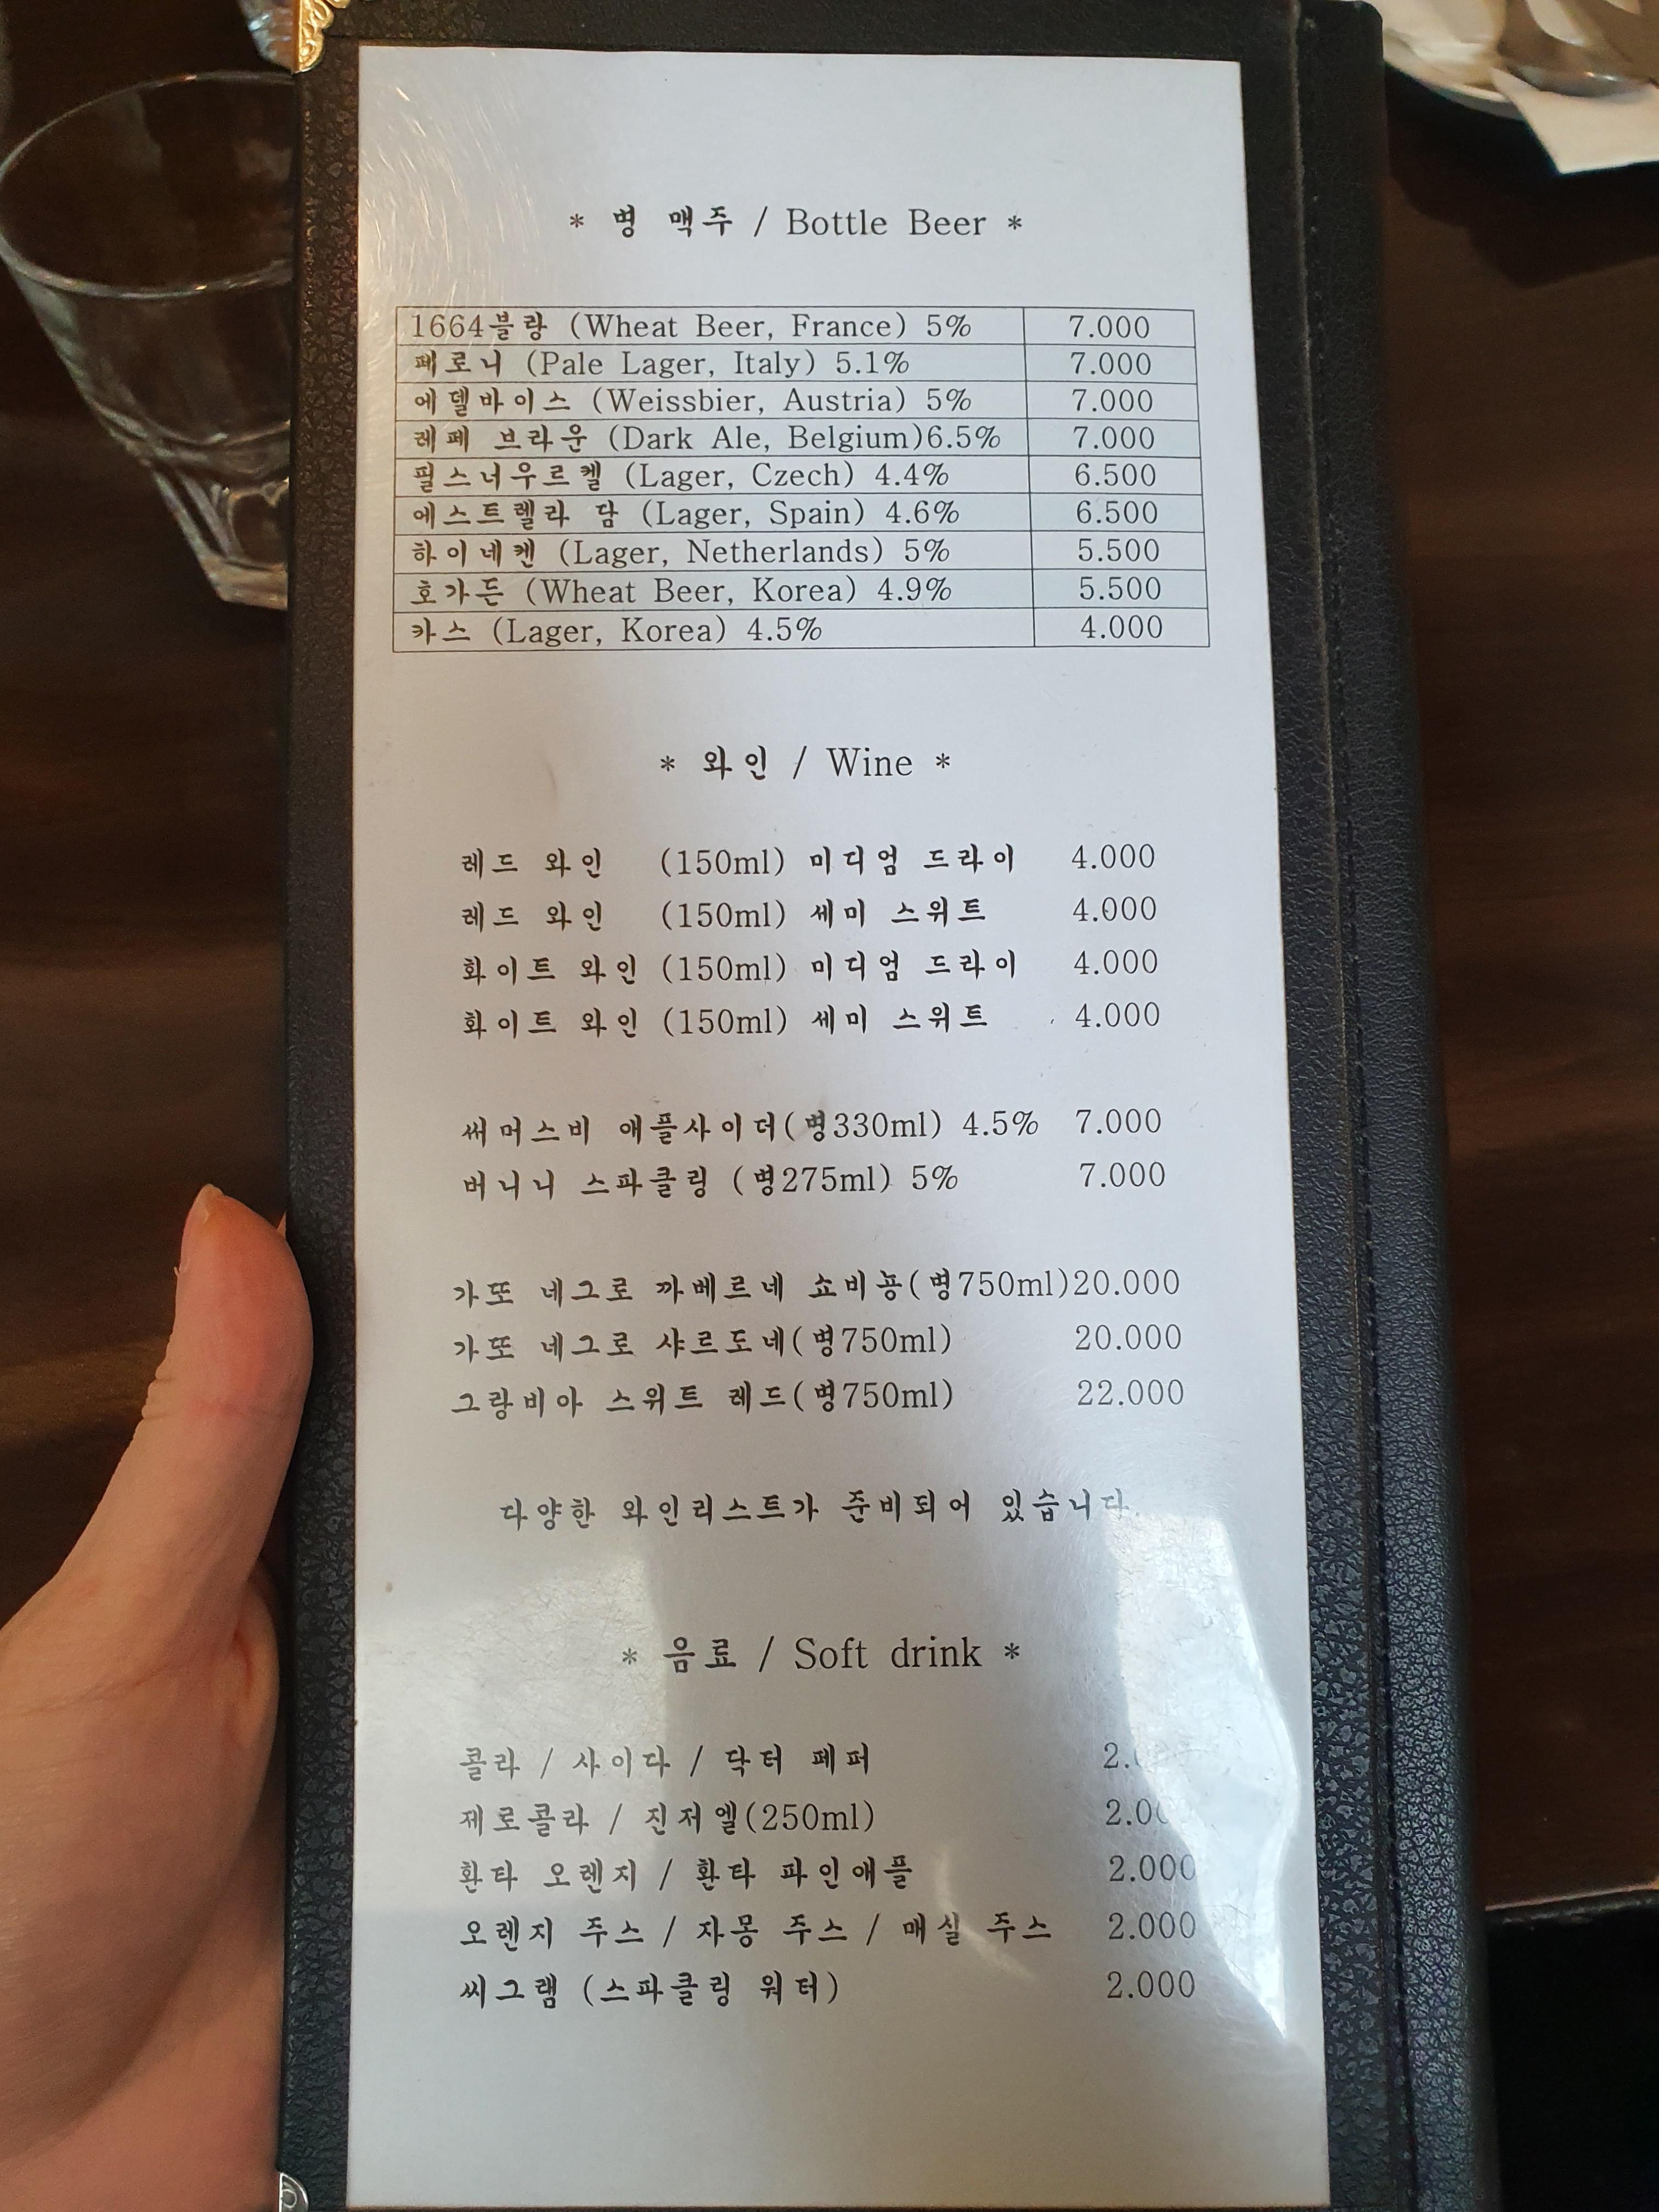 * 병 맥주 / Bottle Beer *
1664블랑 (Wheat Beer, France) 5% 7.000
페로니 (Pale Lager, Italy) 5.1% 7.000
에델바이스 (Weissbier, Austria) 5% 7.000
레페 브라운 (Dark Ale, Belgium)6.5% 7.000
필스너우르켈 (Lager, Czech) 4.4% 6.500
에스트렐라 담 (Lager, Spain) 4.6% 6.500
하이네켄 (Lager, Netherlands) 5% 5.500
호가든 (Wheat Beer, Korea) 4.9% 5.500
카스 (Lager, Korea) 4.5% 4.000
* 와인 / Wine *
레드 와인 (150ml) 미디엄 드라이 4.000
레드 와인 (150ml) 세미 스위트 4.000
화이트 와인 (150ml) 미디엄 드라이 4.000
화이트 와인 (150ml) 세미 스위트 4.000
써머스비 애플사이더(병330ml) 4.5% 7.000
버니니 스파클링 (병275ml) 5% 7.000
가또 네그로 까베르네 쇼비뇽(병750ml)20.000
가또 네그로 샤르도네(병750ml) 20.000
그랑비아 스위트 레드(병750ml) 22.000
다양한 와인리스트가 준비되어 있습니다.
* 음료 / Soft drink *
콜라 / 사이다 / 닥터 페퍼
제로콜라 / 진저엘(250ml)
환타 오렌지 / 환타 파인애플 2.000
오렌지 주스 / 자몽 주스 / 매실 주스 2.000
씨그램 (스파클링 워터) 2.000